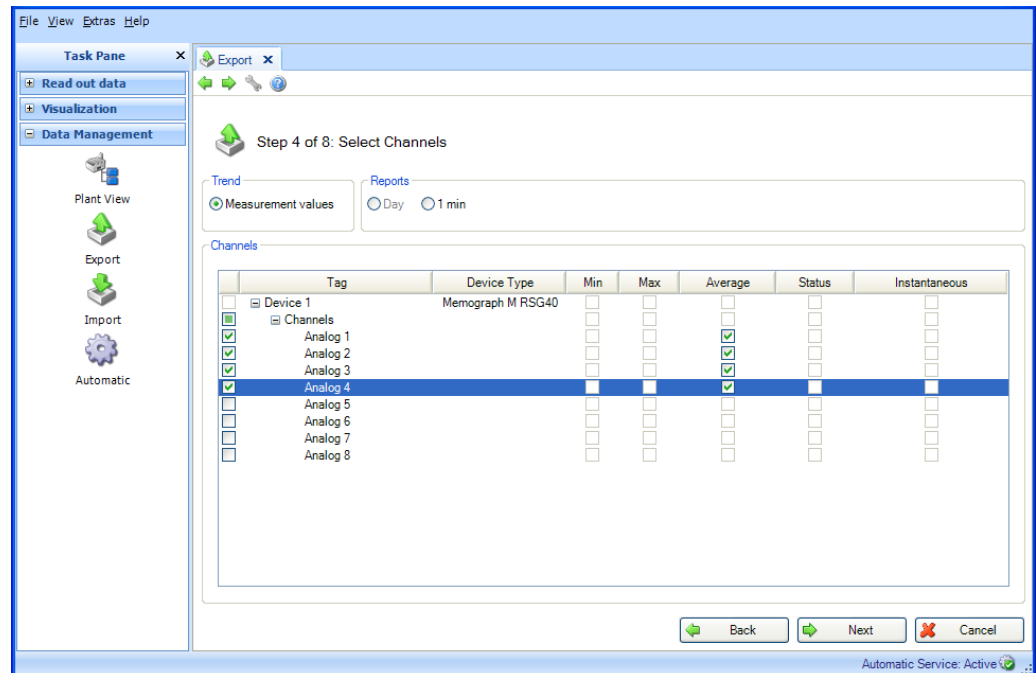 File View Extras Help
Task Pane
Read out data
Visualization
Data Management
Plant View
Export
Import
Automatic
Export
Step 4 of 8: Select Channels
Trend
Measurement values
Reports
Day 1 min
Channels
Tag Device Type Min Max Average Status Instantaneous
Device 1 Memograph M RSG40
Channels
Analog 1
Analog 2
Analog 3
Analog 4
Analog 5
Analog 6
Analog 7
Analog 8
Back Next Cancel
Automatic Service: Active